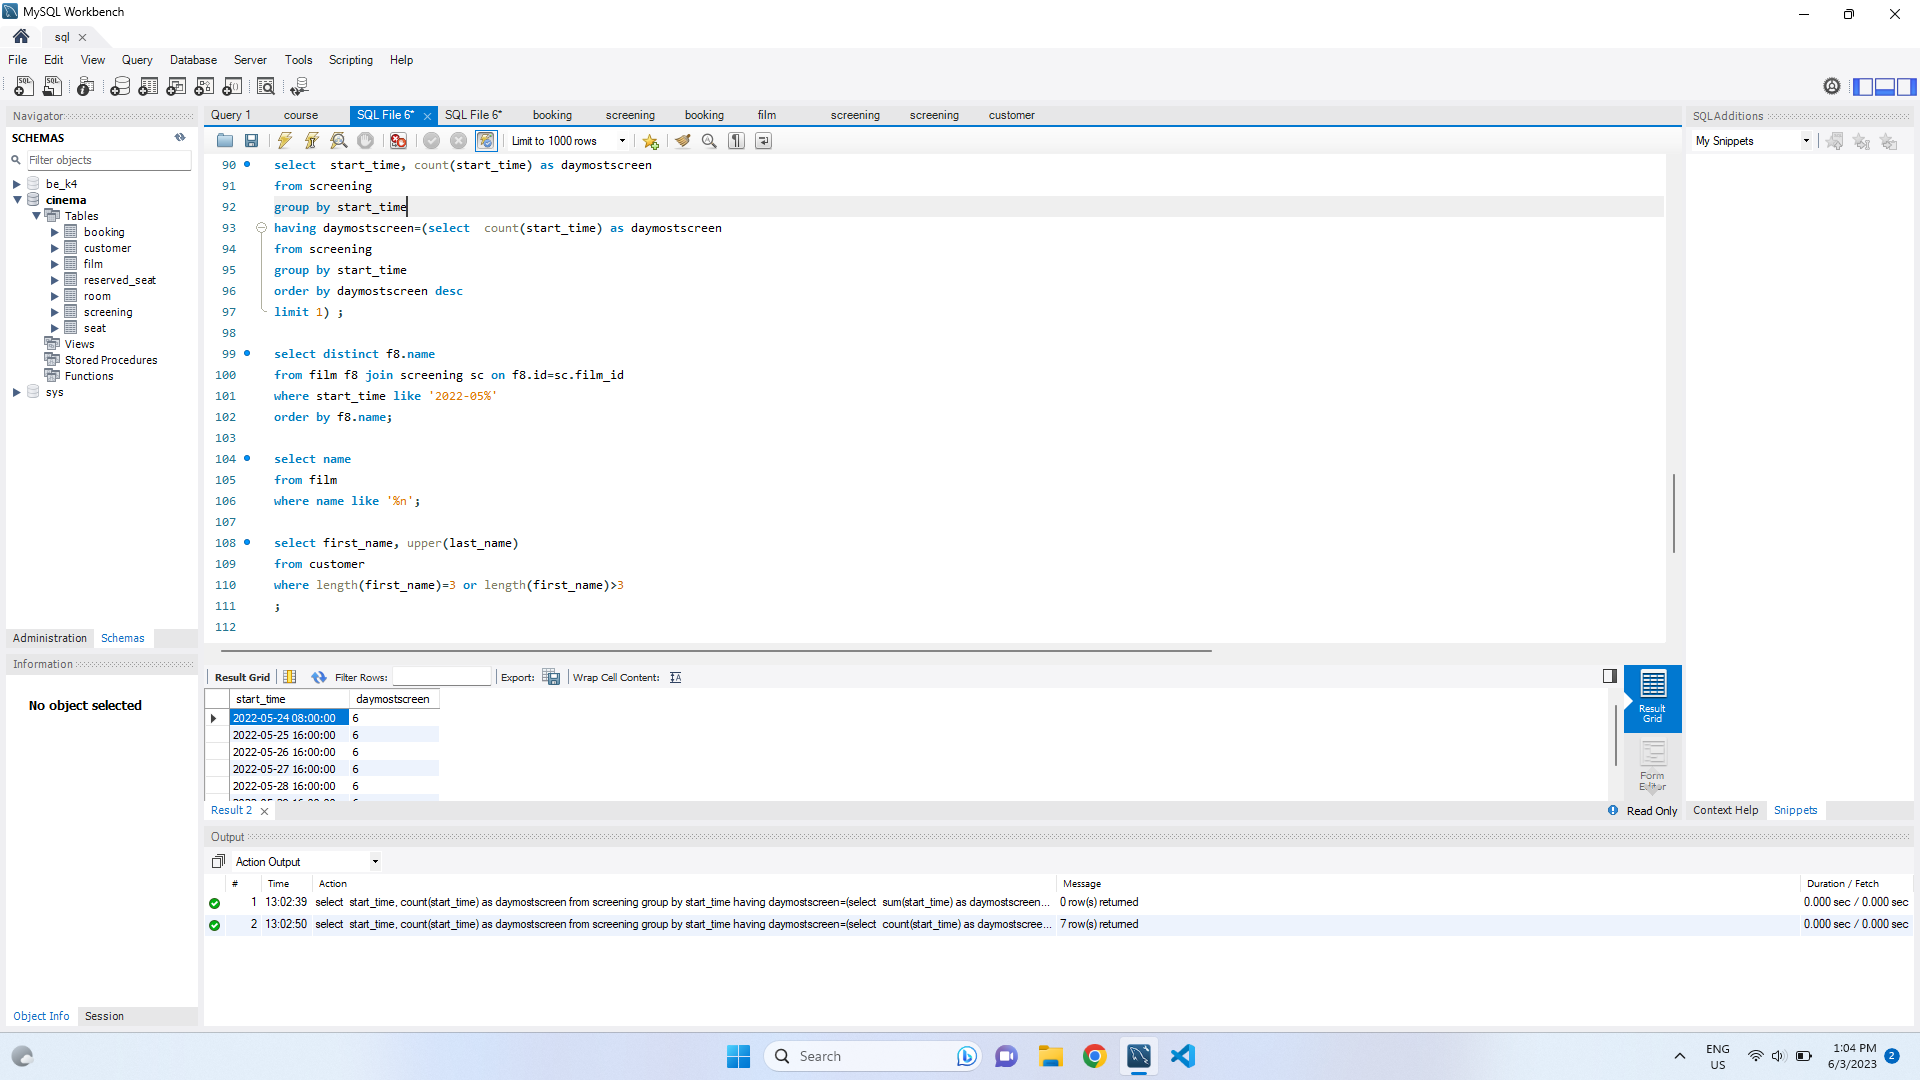 MySQL Workbench
sql
File Edit View Query Database Server Tools Scripting Help
Navigator
SCHEMAS
Filter objects
be_k4
cinema
Tables
booking
customer
film
reserved_seat
room
screening
seat
Views
Stored Procedures
Functions
sys
Administration Schemas
Information
No object selected
Object Info Session
Query 1 course SQL File 6* SQL File 6* booking screening booking film screening screening customer
Limit to 1000 rows
90 select  start_time, count(start_time) as daymostscreen
91 from screening
92 group by start_time
93 having daymostscreen=(select  count(start_time) as daymostscreen
94 from screening
95 group by start_time
96 order by daymostscreen desc
97 limit 1) ;
98
99 select distinct f8.name
100 from film f8 join screening sc on f8.id=sc.film_id
101 where start_time like '2022-05%'
102 order by f8.name;
103
104 select name
105 from film
106 where name like '%n';
107
108 select first_name, upper(last_name)
109 from customer
110 where length(first_name)=3 or length(first_name)>3
111 ;
112
Result Grid Filter Rows: Export: Wrap Cell Content:
start_time daymostscreen
2022-05-24 08:00:00 6
2022-05-25 16:00:00 6
2022-05-26 16:00:00 6
2022-05-27 16:00:00 6
2022-05-28 16:00:00 6
Result Grid
Form Editor
Result 2
Read Only
SQLAdditions
My Snippets
Context Help Snippets
Output
Action Output
# Time Action Message Duration / Fetch
1 13:02:39 select  start_time, count(start_time) as daymostscreen from screening group by start_time having daymostscreen=(select  sum(start_time) as daymostscreen... 0 row(s) returned 0.000 sec / 0.000 sec
2 13:02:50 select  start_time, count(start_time) as daymostscreen from screening group by start_time having daymostscreen=(select  count(start_time) as daymostscree... 7 row(s) returned 0.000 sec / 0.000 sec
Search
ENG
US
1:04 PM
6/3/2023
2